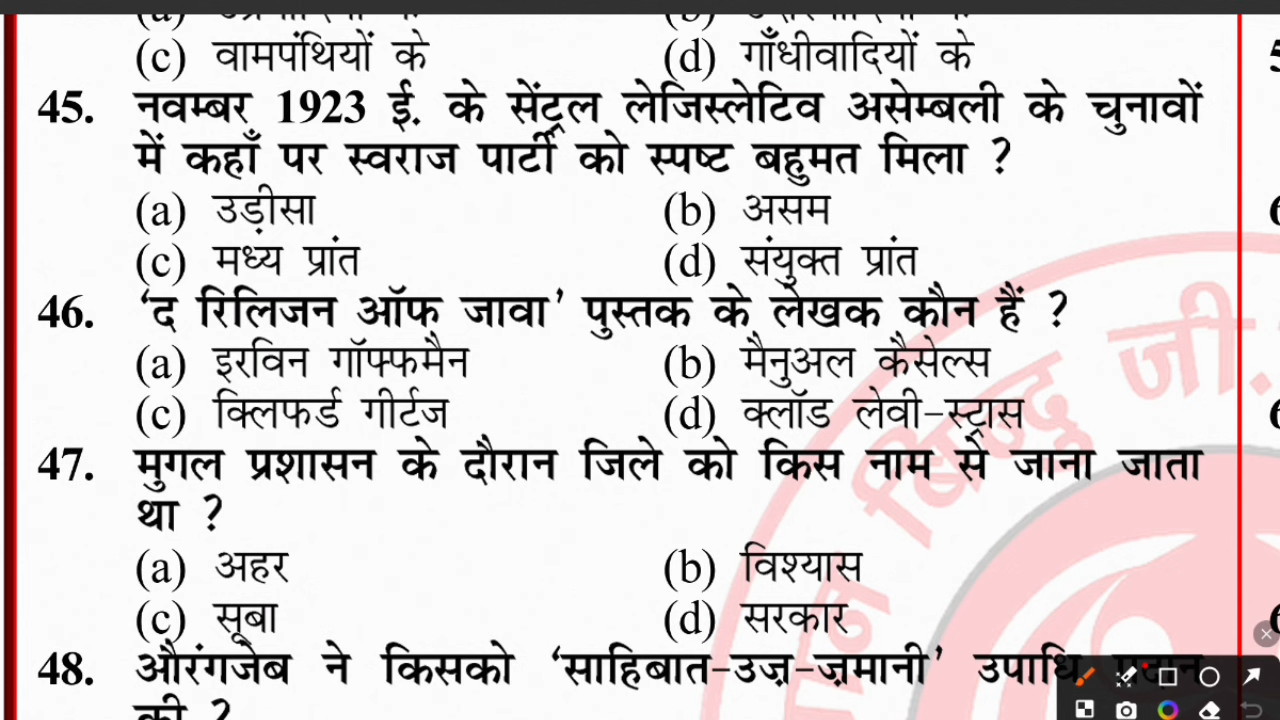 (c) वामपंथियों के (d) गाँधीवादियों के
45. नवम्बर 1923 ई. के सेंट्रल लेजिस्लेटिव असेम्बली के चुनावों
में कहाँ पर स्वराज पार्टी को स्पष्ट बहुमत मिला ?
(a) उड़ीसा (b) असम
(c) मध्य प्रांत (d) संयुक्त प्रांत
46. 'द रिलिजन ऑफ जावा' पुस्तक के लेखक कौन हैं ?
(a) इरविन गॉफ्फमैन (b) मैनुअल कैसेल्स
(c) क्लिफर्ड गीर्टज (d) क्लॉड लेवी-स्ट्रास
47. मुगल प्रशासन के दौरान जिले को किस नाम से जाना जाता
था ?
(a) अहर (b) विश्यास
(c) सूबा (d) सरकार
48. औरंगजेब ने किसको 'साहिबात-उज़-ज़मानी' उपाधि प्रदान
की ?
बिन्दु जी.